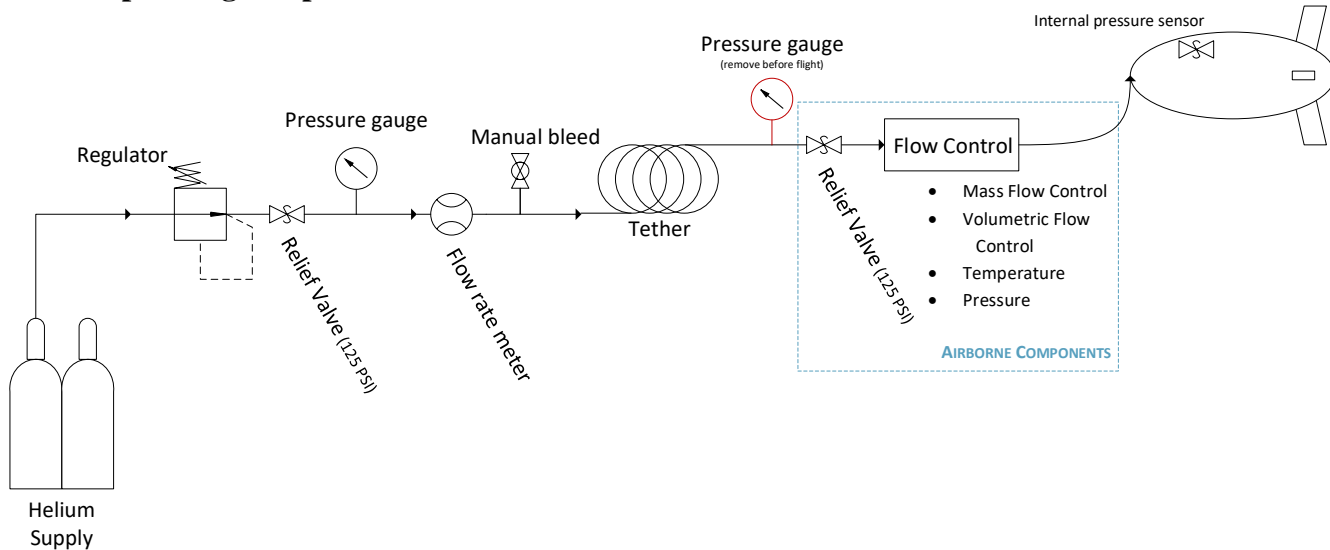 Internal pressure sensor
Pressure gauge
(remove before flight)
Pressure gauge
Manual bleed
Regulator
Flow Control
Tether
Relief Valve (125 PSI)
Flow rate meter
Relief Valve (125 PSI)
• Mass Flow Control
• Volumetric Flow
Control
• Temperature
• Pressure
AIRBORNE COMPONENTS
Helium
Supply